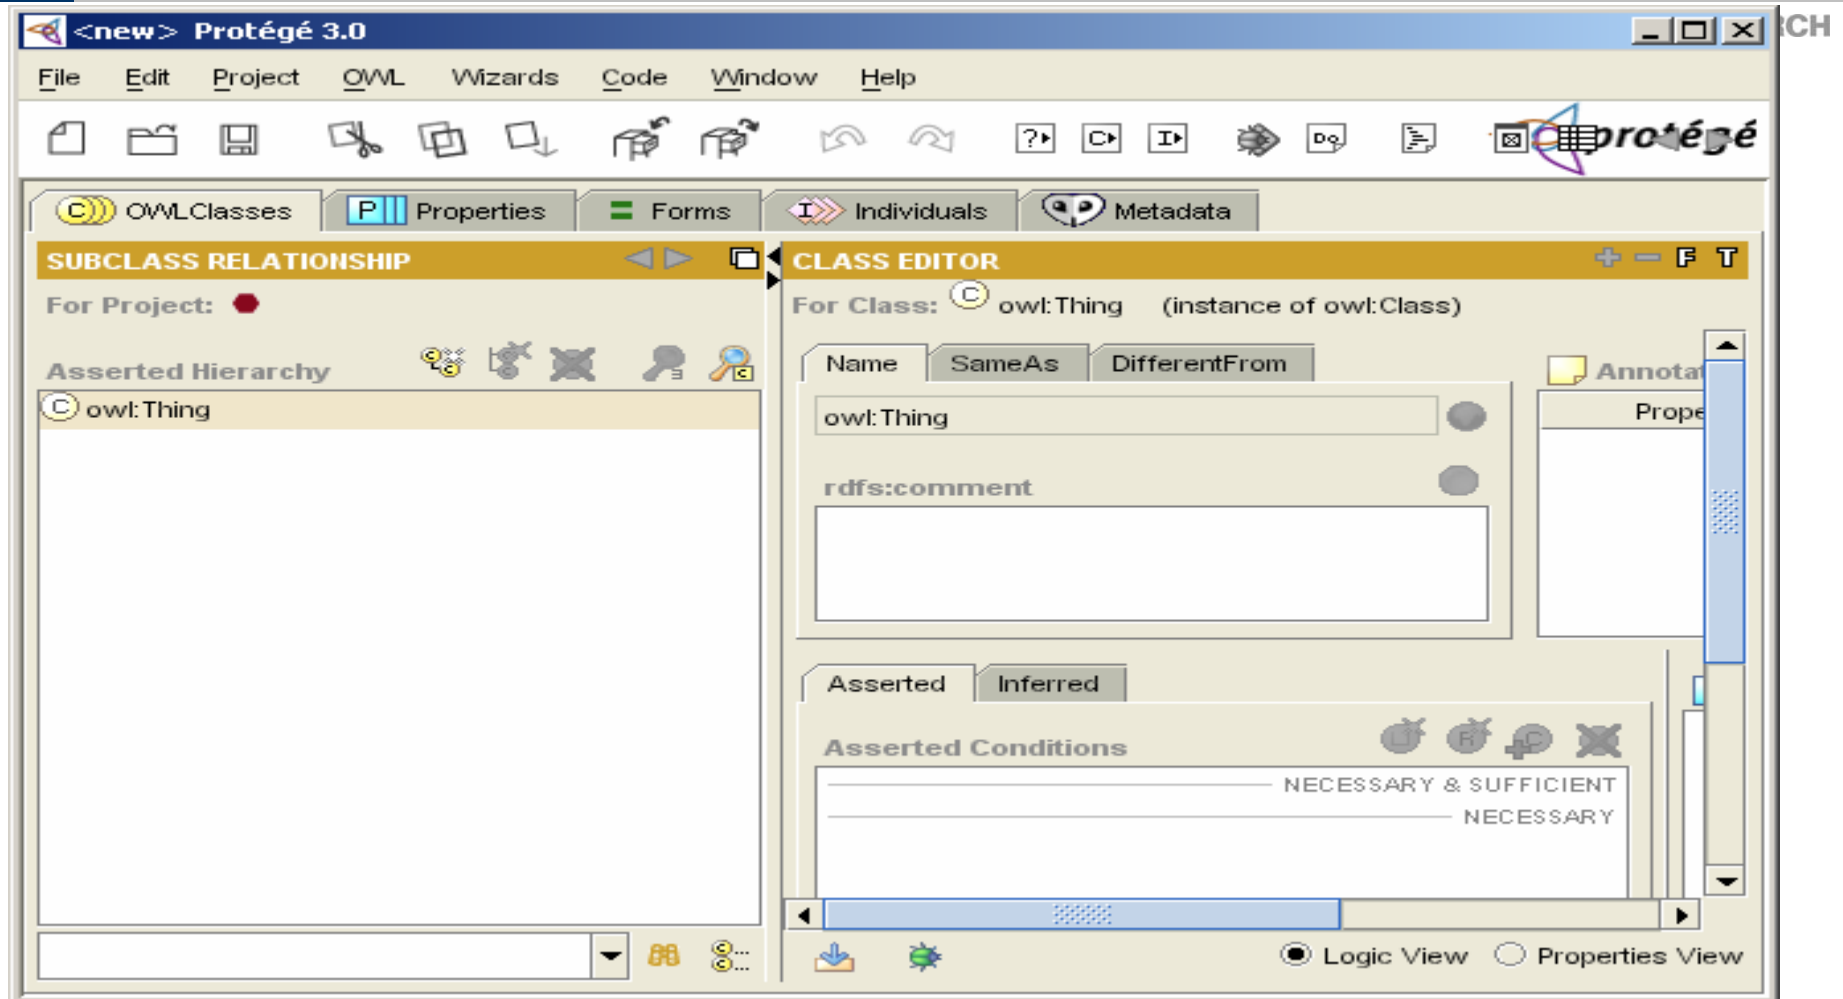 RCH
<new> Protégé 3.0
File Edit Project OWL Wizards Code Window Help
protégé
OWLClasses Properties Forms Individuals Metadata
SUBCLASS RELATIONSHIP
For Project:
Asserted Hierarchy
owl:Thing
CLASS EDITOR
F T
For Class: owl:Thing (instance of owl:Class)
Name SameAs DifferentFrom
owl:Thing
rdfs:comment
Annotat
Prope
Asserted Inferred
Asserted Conditions
NECESSARY & SUFFICIENT
NECESSARY
Logic View Properties View